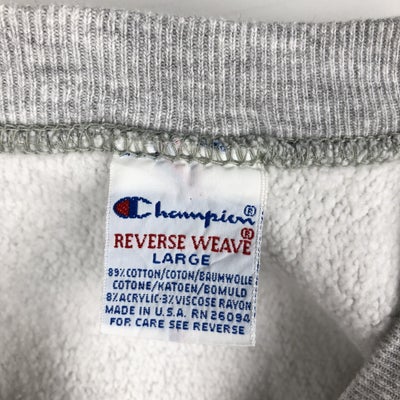 Champion®
REVERSE WEAVE®
LARGE
89% COTTON/COTON/BAUMWOLLE
COTONE/KATOEN/BOMULD
8% ACRYLIC-3% VISCOSE RAYON
MADE IN U.S.A. RN 26094
FOR CARE SEE REVERSE